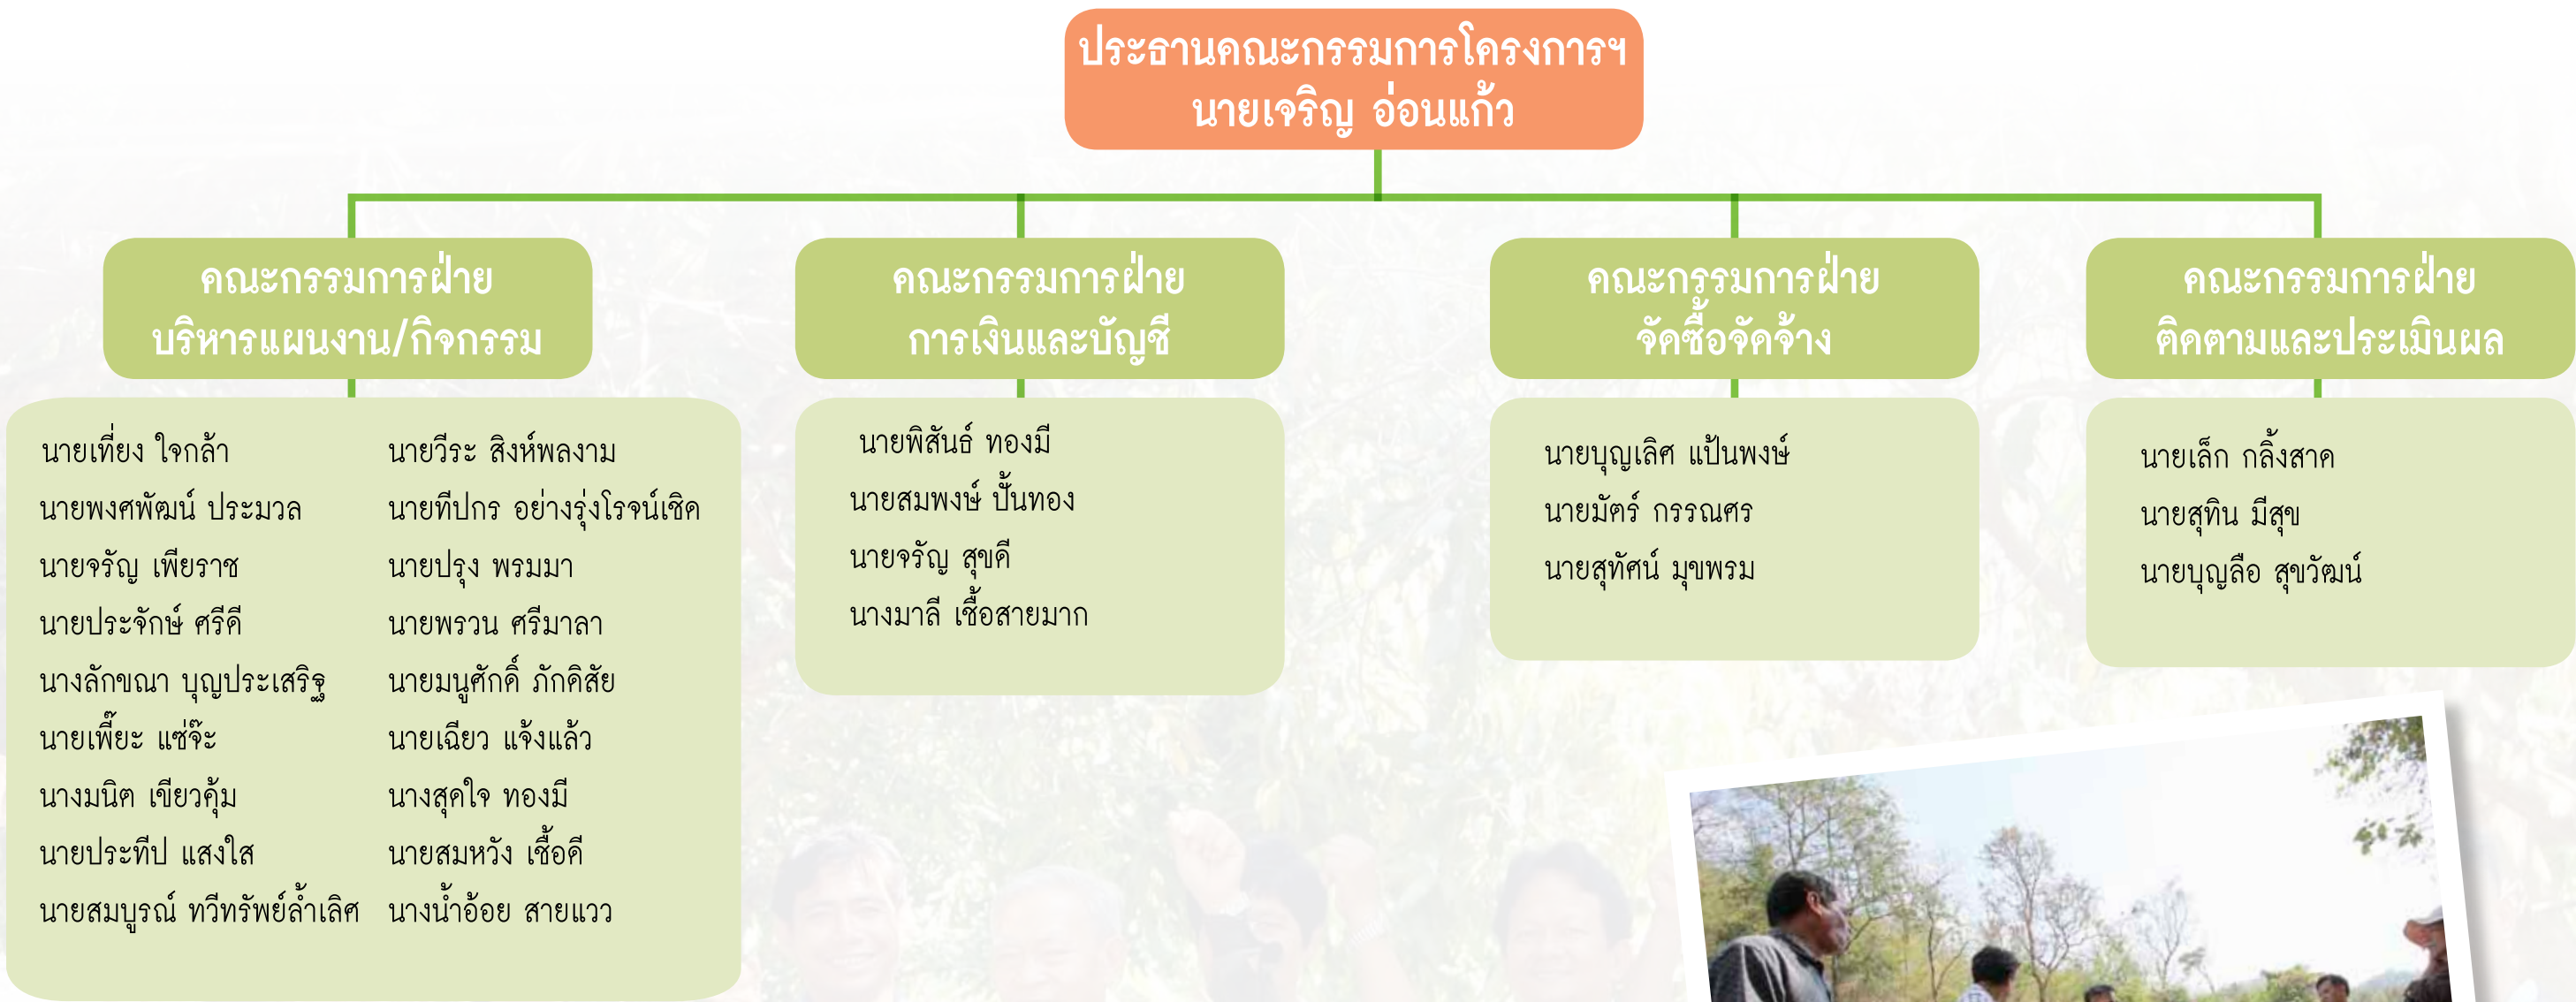 ประธานคณะกรรมการโครงการฯ
นายเจริญ อ่อนแก้ว
คณะกรรมการฝ่าย
บริหารแผนงาน/กิจกรรม
นายเที่ยง ใจกล้า
นายพงศพัฒน์ ประมวล
นายจรัญ เพียราช
นายประจักษ์ ศรีดี
นางลักขณา บุญประเสริฐ
นายเพี๊ยะ แซ่จ๊ะ
นางมนิต เขียวคุ้ม
นายประทีป แสงใส
นายสมบูรณ์ ทวีทรัพย์ล้ำเลิศ
นายวีระ สิงห์พลงาม
นายทีปกร อย่างรุ่งโรจน์เชิด
นายปรุง พรมมา
นายพรวน ศรีมาลา
นายมนูศักดิ์ ภักดิสัย
นายเฉียว แจ้งแล้ว
นางสุดใจ ทองมี
นายสมหวัง เชื้อดี
นางน้ำอ้อย สายแวว
คณะกรรมการฝ่าย
การเงินและบัญชี
นายพิสันธ์ ทองมี
นายสมพงษ์ ปั้นทอง
นายจรัญ สุขดี
นางมาลี เชื้อสายมาก
คณะกรรมการฝ่าย
จัดซื้อจัดจ้าง
นายบุญเลิศ แป้นพงษ์
นายมัตร์ กรรณศร
นายสุทัศน์ มุขพรม
คณะกรรมการฝ่าย
ติดตามและประเมินผล
นายเล็ก กลิ้งสาด
นายสุทิน มีสุข
นายบุญลือ สุขวัฒน์